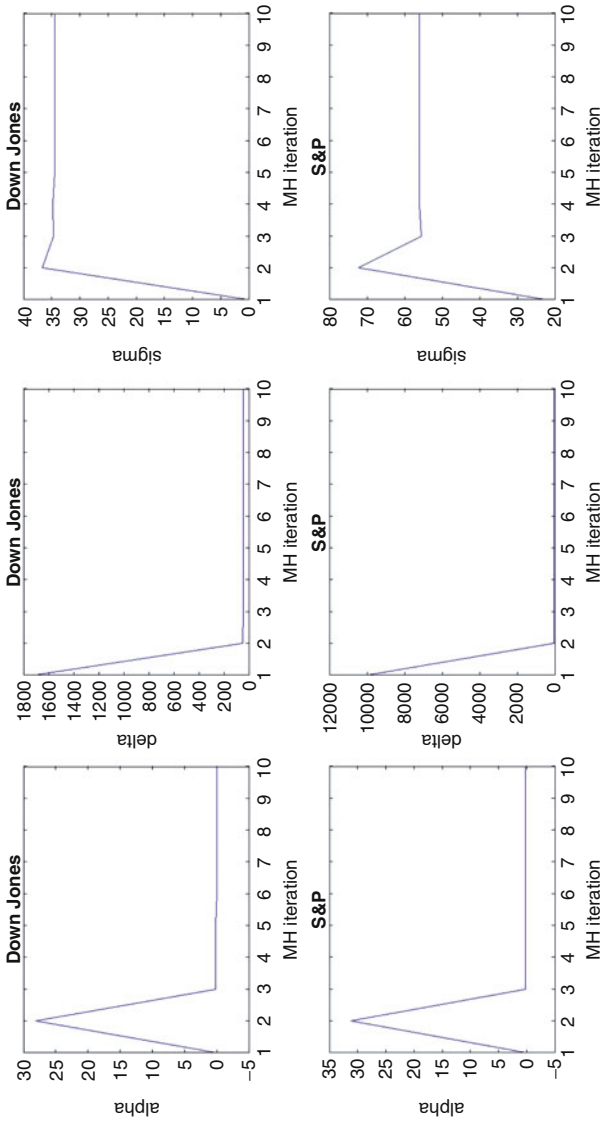 Down Jones
30
25
20
15
10
5
0
–5
alpha
1 2 3 4 5 6 7 8 9 10
MH iteration
Down Jones
1800
1600
1400
1200
1000
800
600
400
200
0
delta
1 2 3 4 5 6 7 8 9 10
MH iteration
Down Jones
40
35
30
25
20
15
10
5
0
sigma
1 2 3 4 5 6 7 8 9 10
MH iteration
S&P
35
30
25
20
15
10
5
0
–5
alpha
1 2 3 4 5 6 7 8 9 10
MH iteration
S&P
12000
10000
8000
6000
4000
2000
0
delta
1 2 3 4 5 6 7 8 9 10
MH iteration
S&P
80
70
60
50
40
30
20
sigma
1 2 3 4 5 6 7 8 9 10
MH iteration